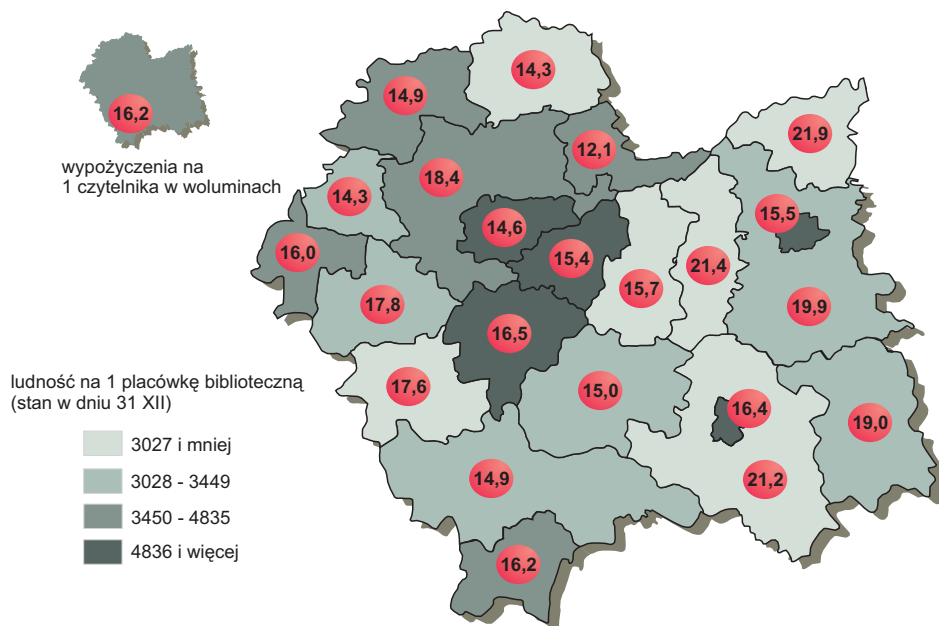 16,2
wypożyczenia na
1 czytelnika w woluminach
ludność na 1 placówkę biblioteczną
(stan w dniu 31 XII)
3027 i mniej
3028 - 3449
3450 - 4835
4836 i więcej
14,3
14,9
21,9
12,1
18,4
14,3
15,5
14,6
16,0
15,4
21,4
15,7
17,8
19,9
16,5
17,6
15,0
16,4
19,0
14,9
21,2
16,2